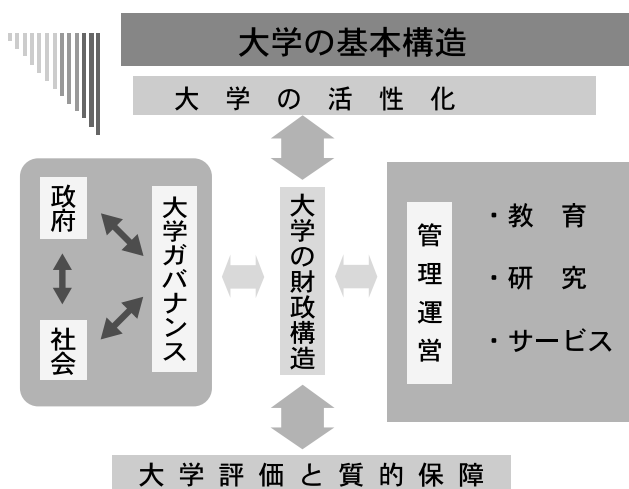 大学の基本構造
大学の活性化
政府
社会
大学ガバナンス
大学の財政構造
管理運営
・教 育
・研 究
・サービス
大学評価と質的保障